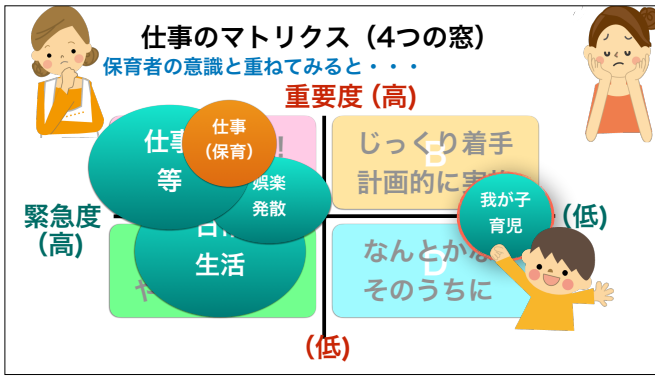 仕事のマトリクス（4つの窓）
保育者の意識と重ねてみると・・・
重要度（高）
仕事
等
仕事
（保育）
！
娯楽
発散
じっくり着手
計画的に実
B
緊急度
（高）
（低）
我が子
育児
生活
や
なんとかな
そのうちに
D
（低）